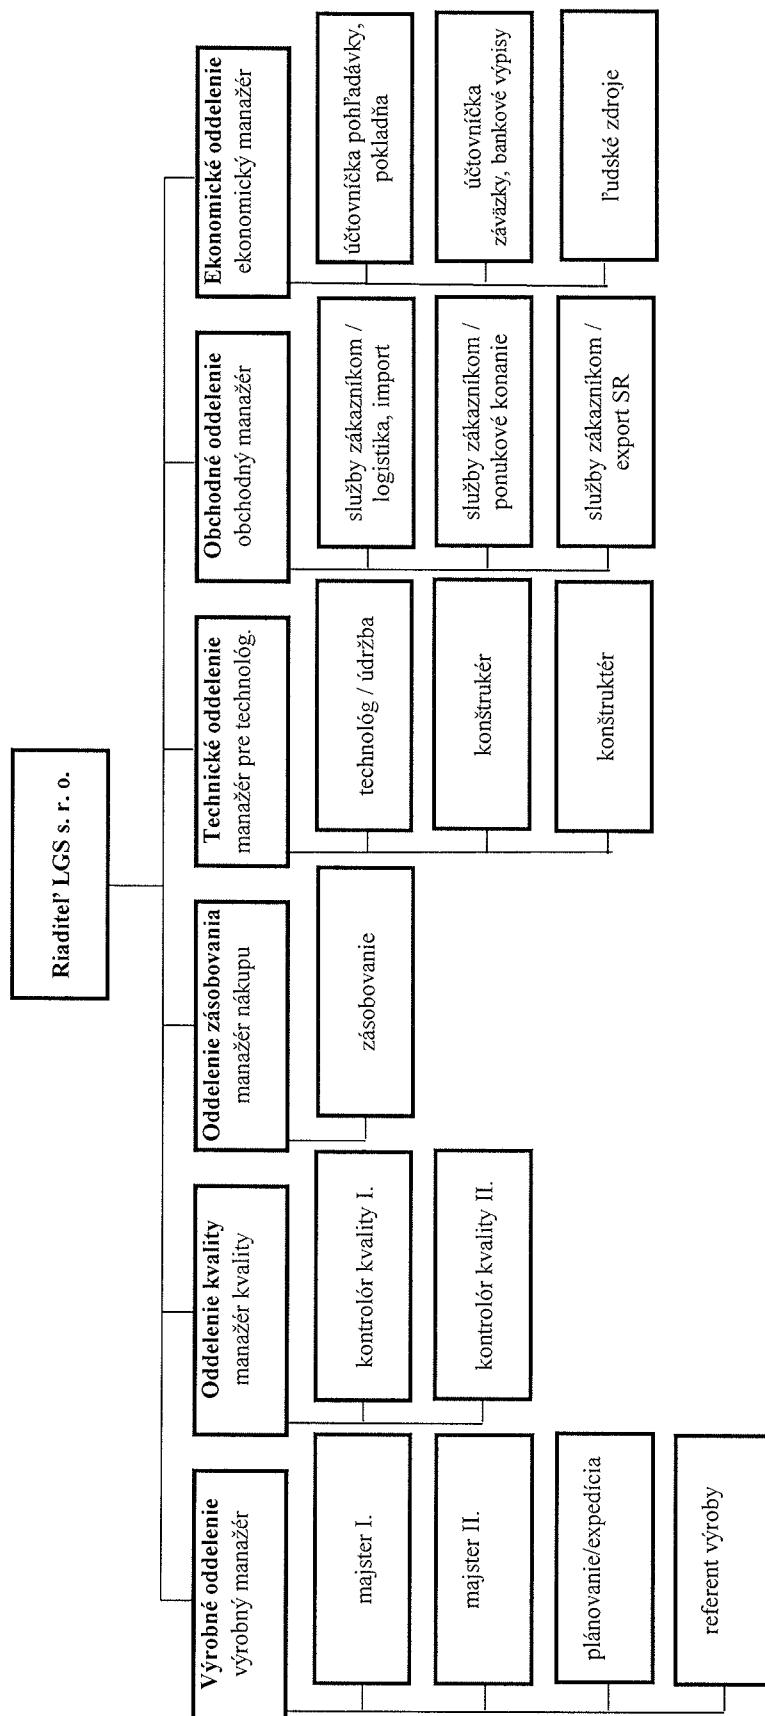 Riaditeľ LGS s. r. o.
Výrobné oddelenie
výrobný manažér
majster I.
majster II.
plánovanie/expedícia
referent výroby
Oddelenie kvality
manažér kvality
kontrolór kvality I.
kontrolór kvality II.
Oddelenie zásobovania
manažér nákupu
zásobovanie
Technické oddelenie
manažér pre technológ.
technológ / údržba
konštrukér
konštruktér
Obchodné oddelenie
obchodný manažér
služby zákazníkom /
logistika, import
služby zákazníkom /
ponukové konanie
služby zákazníkom /
export SR
Ekonomické oddelenie
ekonomický manažér
účtovníčka pohľadávky,
pokladňa
účtovníčka
záväzky, bankové výpisy
ľudské zdroje